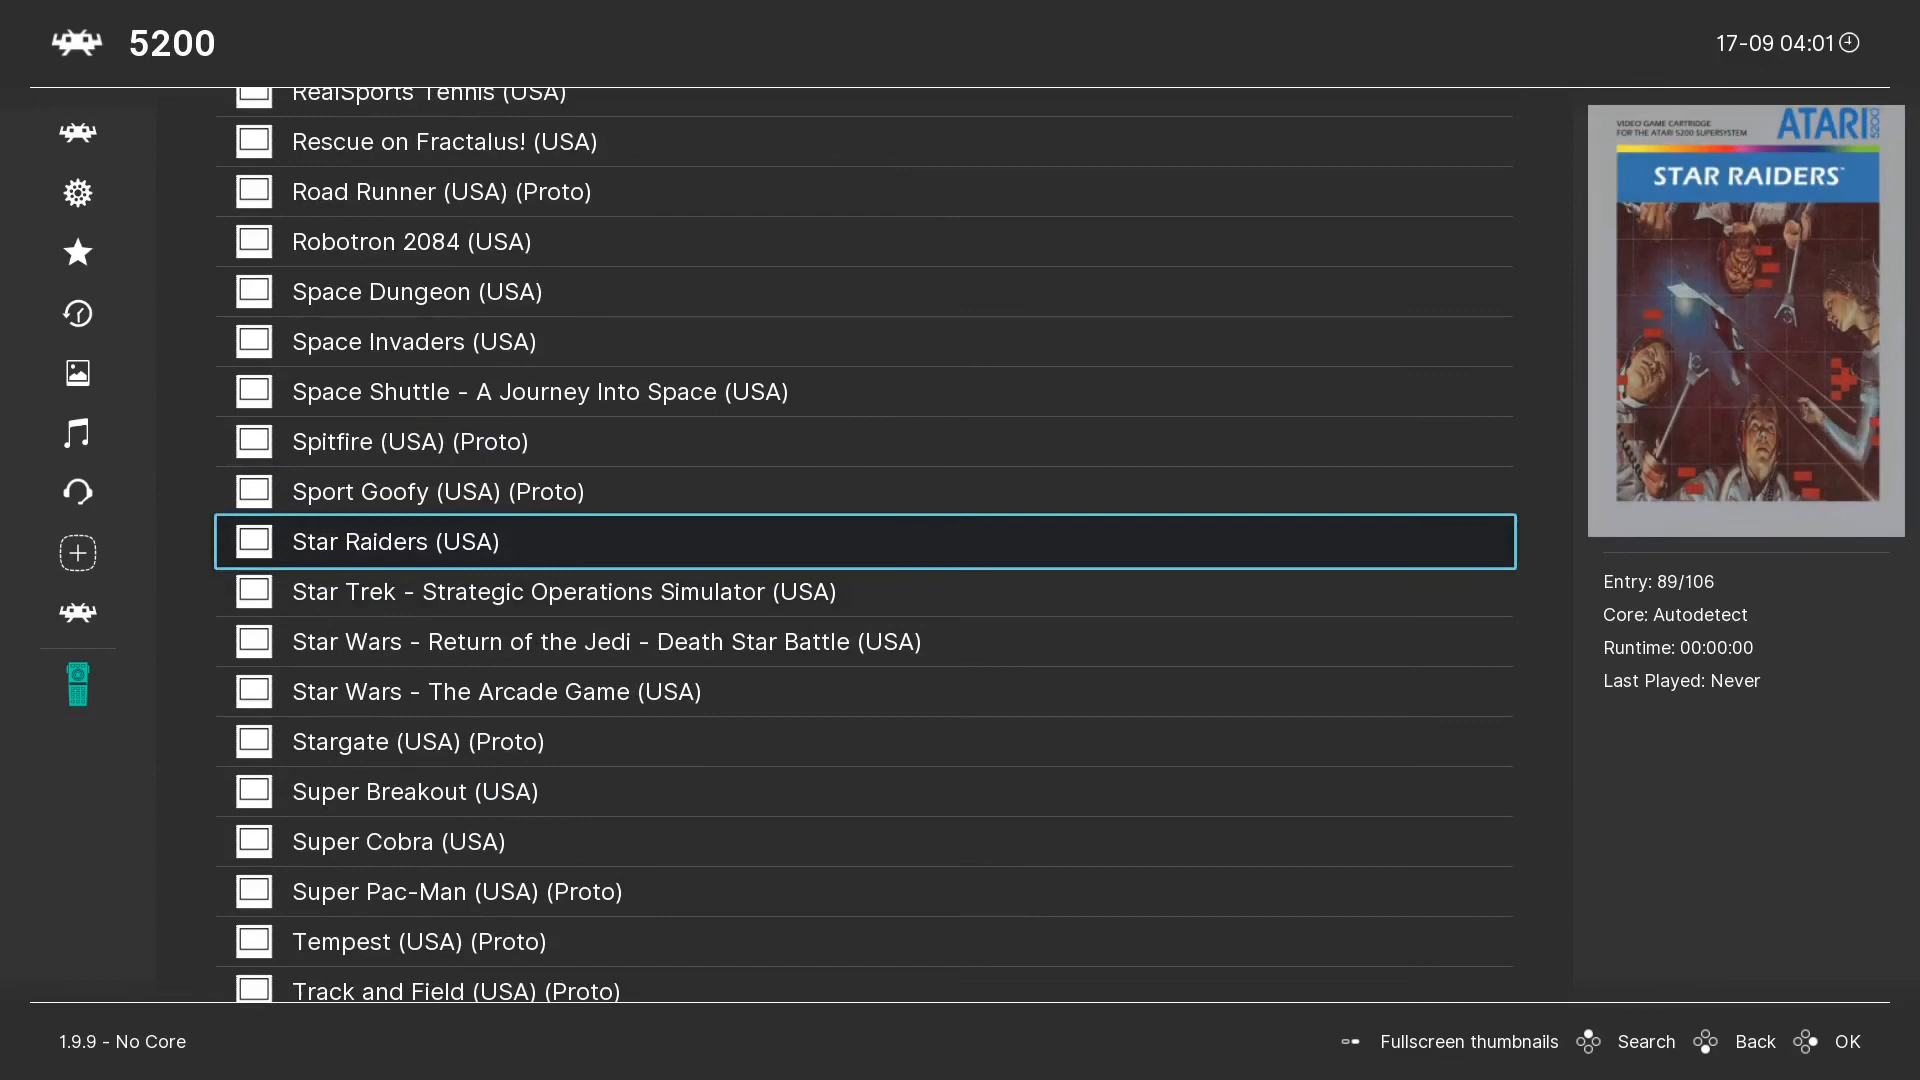 5200
17-09 04:01
RealSports Tennis (USA)
Rescue on Fractalus! (USA)
Road Runner (USA) (Proto)
Robotron 2084 (USA)
Space Dungeon (USA)
Space Invaders (USA)
Space Shuttle - A Journey Into Space (USA)
Spitfire (USA) (Proto)
Sport Goofy (USA) (Proto)
Star Raiders (USA)
Star Trek - Strategic Operations Simulator (USA)
Star Wars - Return of the Jedi - Death Star Battle (USA)
Star Wars - The Arcade Game (USA)
Stargate (USA) (Proto)
Super Breakout (USA)
Super Cobra (USA)
Super Pac-Man (USA) (Proto)
Tempest (USA) (Proto)
Track and Field (USA) (Proto)
VIDEO GAME CARTRIDGE
FOR THE ATARI 5200 SUPERSYSTEM
ATARI 5200
STAR RAIDERS™
Entry: 89/106
Core: Autodetect
Runtime: 00:00:00
Last Played: Never
1.9.9 - No Core
Fullscreen thumbnails
Search
Back
OK